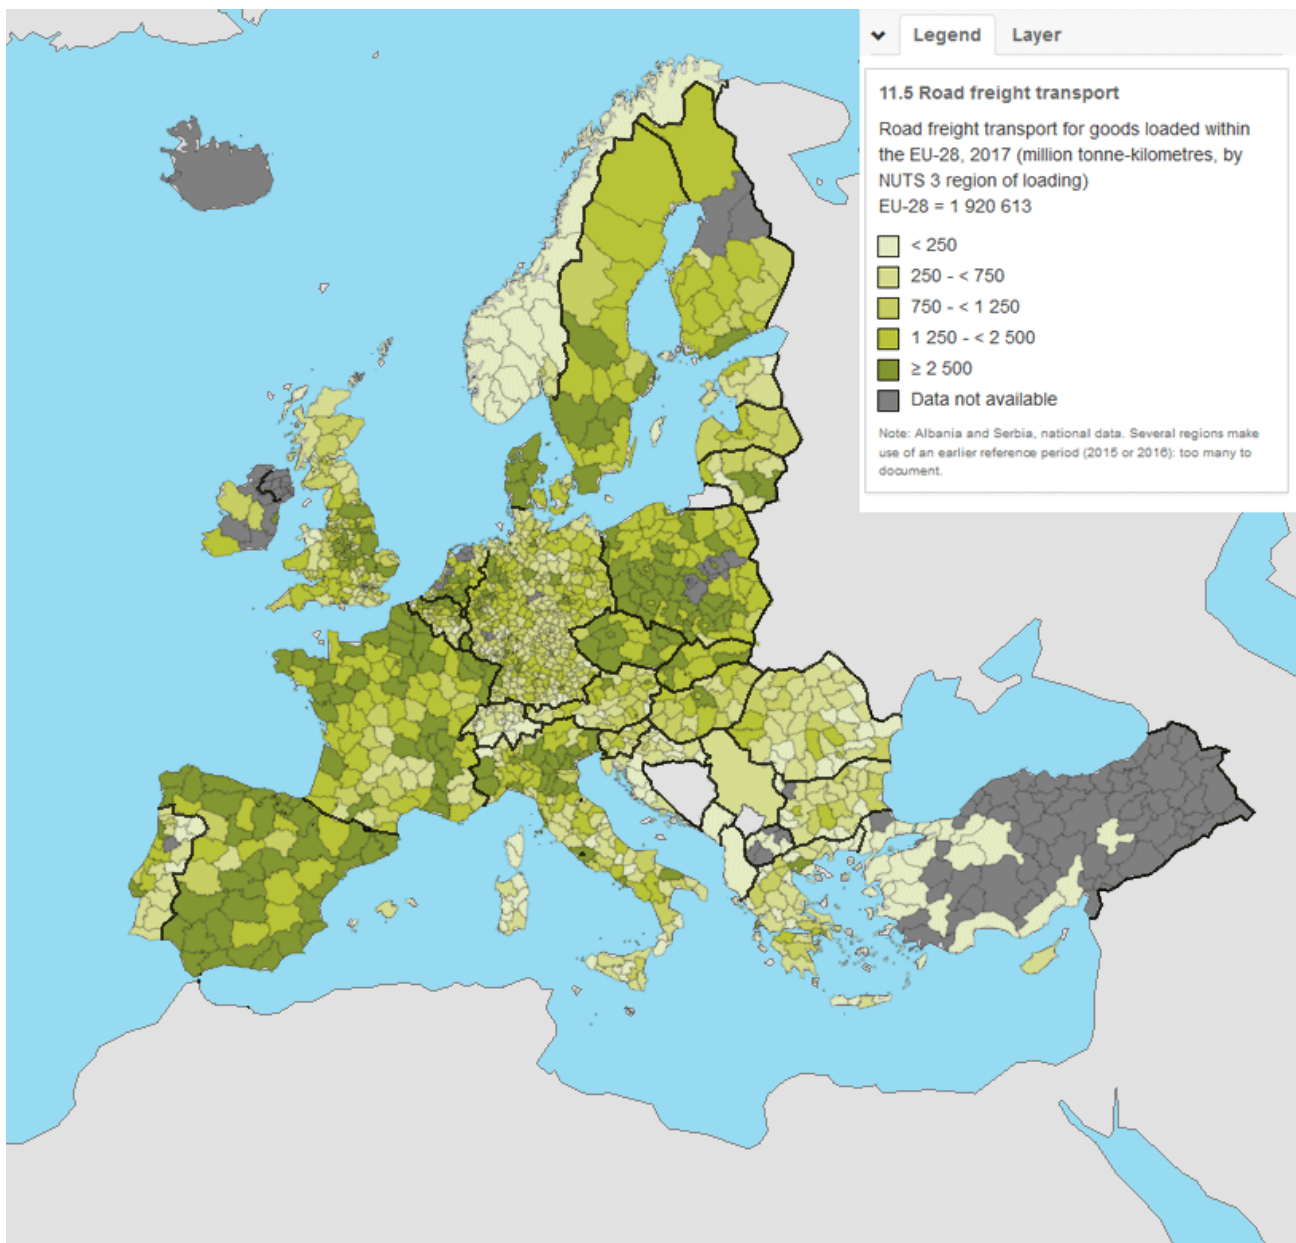 Legend Layer
11.5 Road freight transport
Road freight transport for goods loaded within
the EU-28, 2017 (million tonne-kilometres, by
NUTS 3 region of loading)
EU-28 = 1 920 613
< 250
250 - < 750
750 - < 1 250
1 250 - < 2 500
≥ 2 500
Data not available
Note: Albania and Serbia, national data. Several regions make
use of an earlier reference period (2015 or 2016): too many to
document.